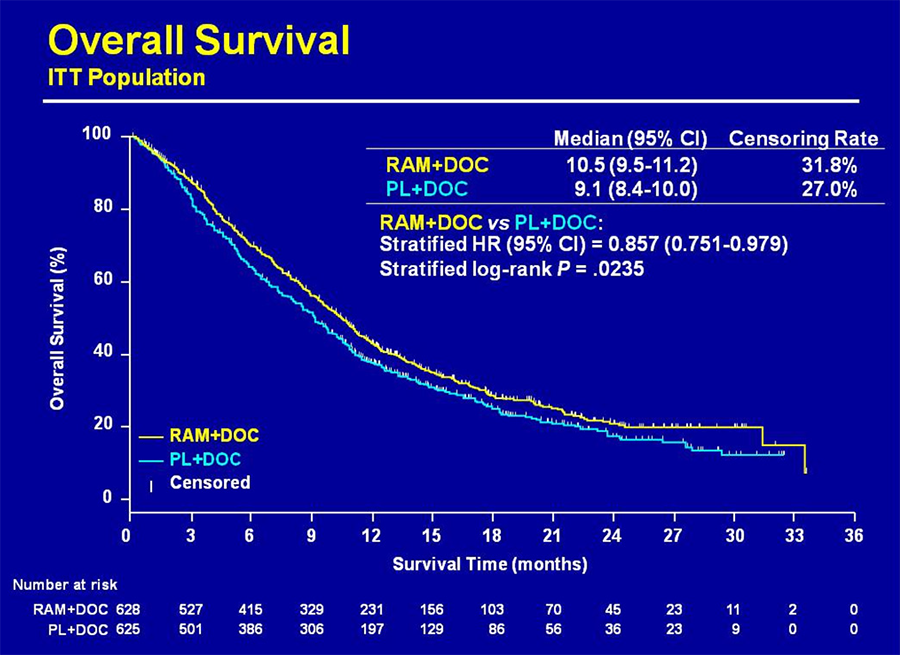 Overall Survival
ITT Population
Median (95% CI) Censoring Rate
RAM+DOC 10.5 (9.5-11.2) 31.8%
PL+DOC 9.1 (8.4-10.0) 27.0%
RAM+DOC vs PL+DOC:
Stratified HR (95% CI) = 0.857 (0.751-0.979)
Stratified log-rank P = .0235
Overall Survival (%)
100
80
60
40
20
0
RAM+DOC
PL+DOC
Censored
0 3 6 9 12 15 18 21 24 27 30 33 36
Survival Time (months)
Number at risk
RAM+DOC 628 527 415 329 231 156 103 70 45 23 11 2 0
PL+DOC 625 501 386 306 197 129 86 56 36 23 9 0 0